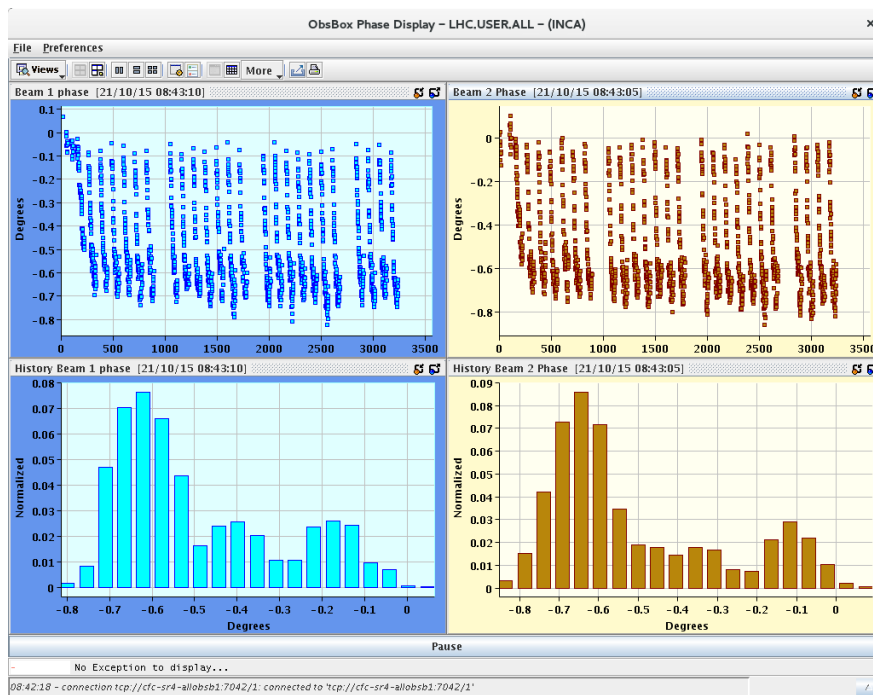 ObsBox Phase Display – LHC.USER.ALL – (INCA)
File Preferences
Views More
Beam 1 phase [21/10/15 08:43:10]
0.1
0
-0.1
-0.2
-0.3
-0.4
-0.5
-0.6
-0.7
-0.8
Degrees
0 500 1000 1500 2000 2500 3000 3500
Beam 2 Phase [21/10/15 08:43:05]
0
-0.2
-0.4
-0.6
-0.8
Degrees
0 500 1000 1500 2000 2500 3000 3500
History Beam 1 phase [21/10/15 08:43:10]
0.08
0.07
0.06
0.05
0.04
0.03
0.02
0.01
0
Normalized
-0.8 -0.7 -0.6 -0.5 -0.4 -0.3 -0.2 -0.1 0
Degrees
History Beam 2 Phase [21/10/15 08:43:05]
0.09
0.08
0.07
0.06
0.05
0.04
0.03
0.02
0.01
0
Normalized
-0.8 -0.7 -0.6 -0.5 -0.4 -0.3 -0.2 -0.1 0
Degrees
Pause
- No Exception to display...
08:42:18 - connection tcp://cfc-sr4-allobsb1:7042/1: connected to 'tcp://cfc-sr4-allobsb1:7042/1'